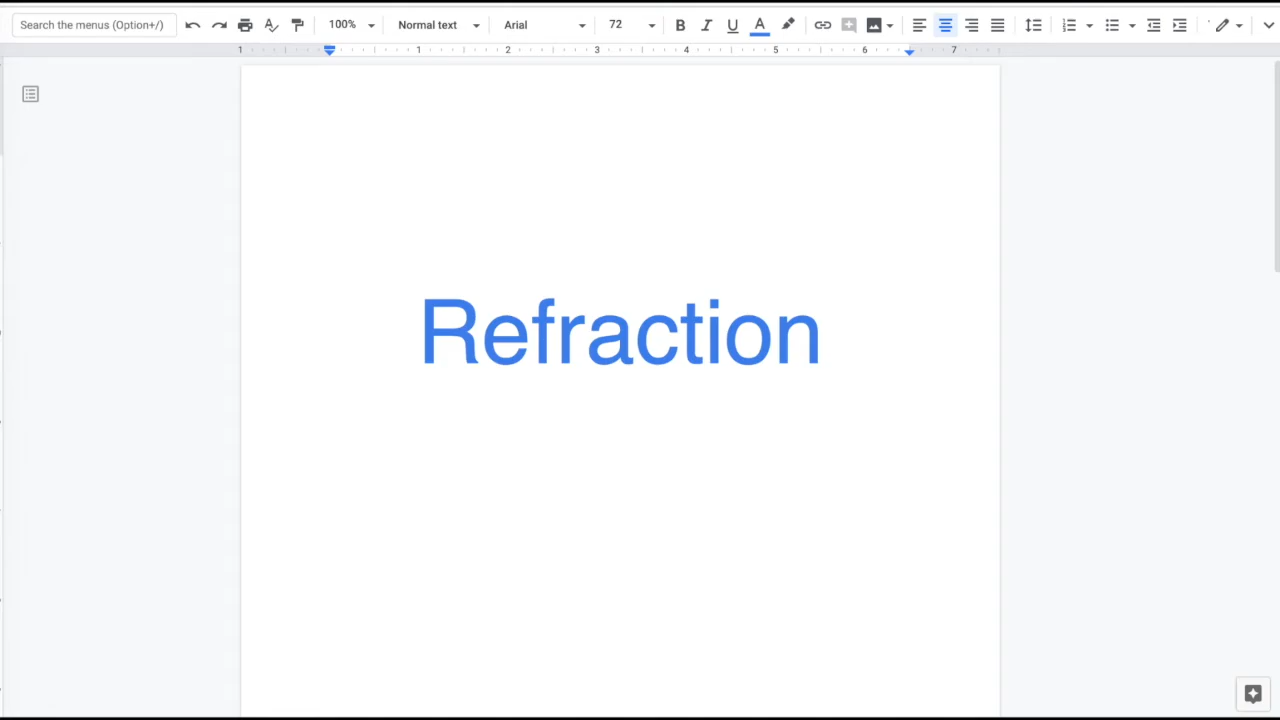 Search the menus (Option+/) 100% Normal text Arial 72 B I U A
1 1 2 3 4 5 6 7
Refraction